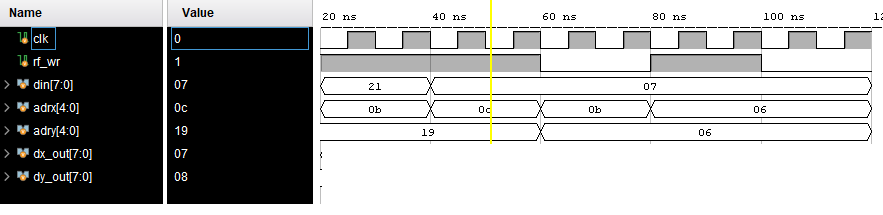 Name Value 20 ns 40 ns 60 ns 80 ns 100 ns 12
clk 0
rf_wr 1
din[7:0] 07 21 07
adrx[4:0] 0c 0b 0c 0b 06
adry[4:0] 19 19 06
dx_out[7:0] 07
dy_out[7:0] 08